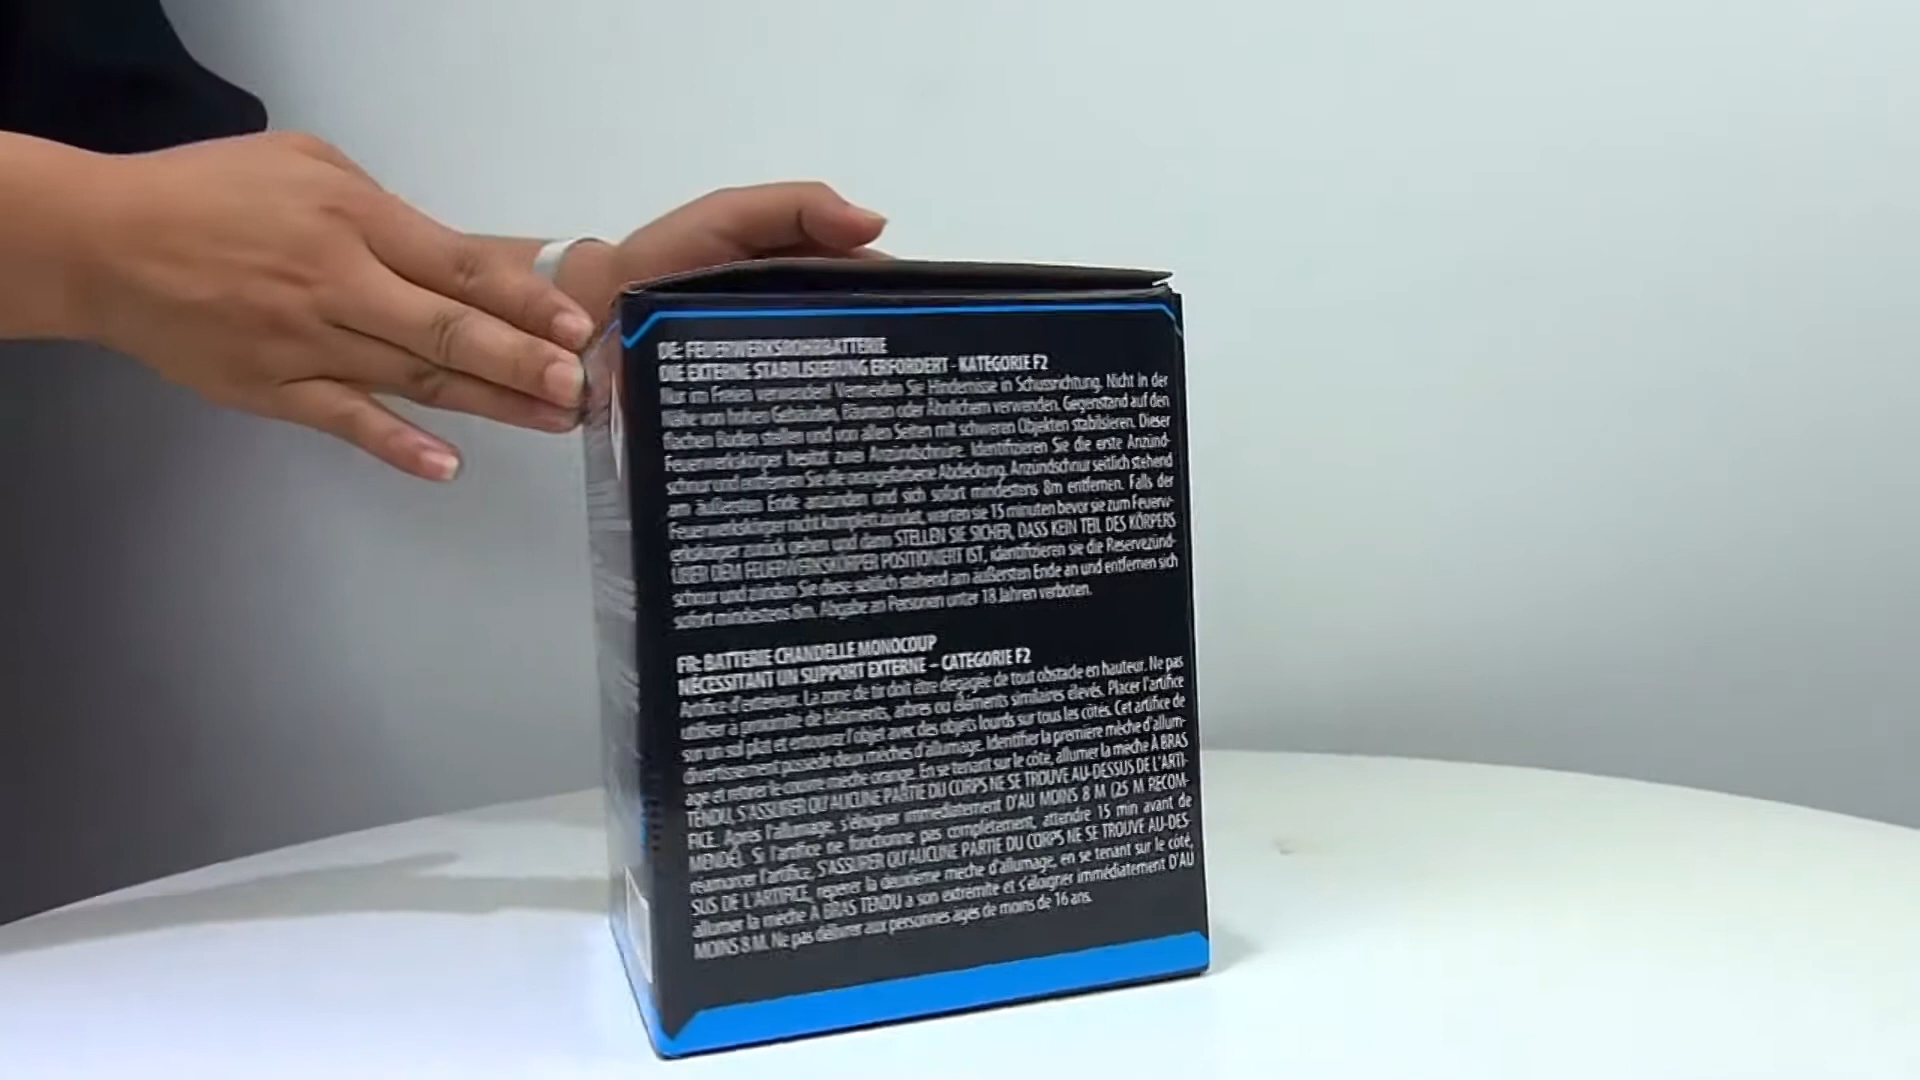 DE: FEUERWERKSROHRBATTERIE
DIE EXTERNE STABILISIERUNG ERFORDERT - KATEGORIE F2
Nur im Freien verwenden! Vermeiden Sie Hindernisse in Schussrichtung. Nicht in der
Nähe von hohen Gebäuden, Bäumen oder Ähnlichem verwenden. Gegenstand auf den
flachen Boden stellen und von allen Seiten mit schweren Objekten stabilisieren. Dieser
Feuerwerkskörper besitzt zwei Anzündschnüre. Identifizieren Sie die erste Anzünd-
schnur und entfernen Sie die orangefarbene Abdeckung. Anzundschnur seitlich stehend
am äußersten Ende anzünden und sich sofort mindestens 8m entfernen. Falls der
Feuerwerkskörper nicht komplett zündet, warten sie 15 minuten bevor sie zum Feuerw-
erkskörper zurück gehen und dann STELLEN SIE SICHER, DASS KEIN TEIL DES KÖRPERS
ÜBER DEM FEUERWERKSKÖRPER POSITIONIERT IST, identifizieren sie die Reservezünd-
schnur und zünden Sie diese seitlich stehend am äußersten Ende an und entfernen sich
sofort mindestens 8m. Abgabe an Personen unter 18 Jahren verboten.
FR: BATTERIE CHANDELLE MONOCOUP
NÉCESSITANT UN SUPPORT EXTERNE – CATEGORIE F2
Artifice d'exterieur. La zone de tir doit être dégagée de tout obstacle en hauteur. Ne pas
utiliser à proximité de bâtiments, arbres ou éléments similaires élevés. Placer l'artifice
sur un sol plat et entourez l'objet avec des objets lourds sur tous les côtés. Cet artifice de
divertissement possède deux mèches d'allumage. Identifier la première mèche d'allum-
age et retirer le couvre mèche orange. En se tenant sur le côte, allumer la meche À BRAS
TENDU, S'ASSURER QU'AUCUNE PARTIE DU CORPS NE SE TROUVE AU-DESSUS DE L'ARTI-
FICE. Après l'allumage, s'éloigner immediatement D'AU MOINS 8 M (25 M RECOM-
MENDÉ). Si l'artifice ne fonctionne pas complètement, attendre 15 min avant de
réamorcer l'artifice. S'ASSURER QU'AUCUNE PARTIE DU CORPS NE SE TROUVE AU-DES-
SUS DE L'ARTIFICE, reperer la deuxième meche d'allumage, en se tenant sur le côté,
allumer la mèche À BRAS TENDU a son extrémite et s'éloigner immédiatement D'AU
MOINS 8 M. Ne pas délivrer aux personnes agés de moins de 16 ans.